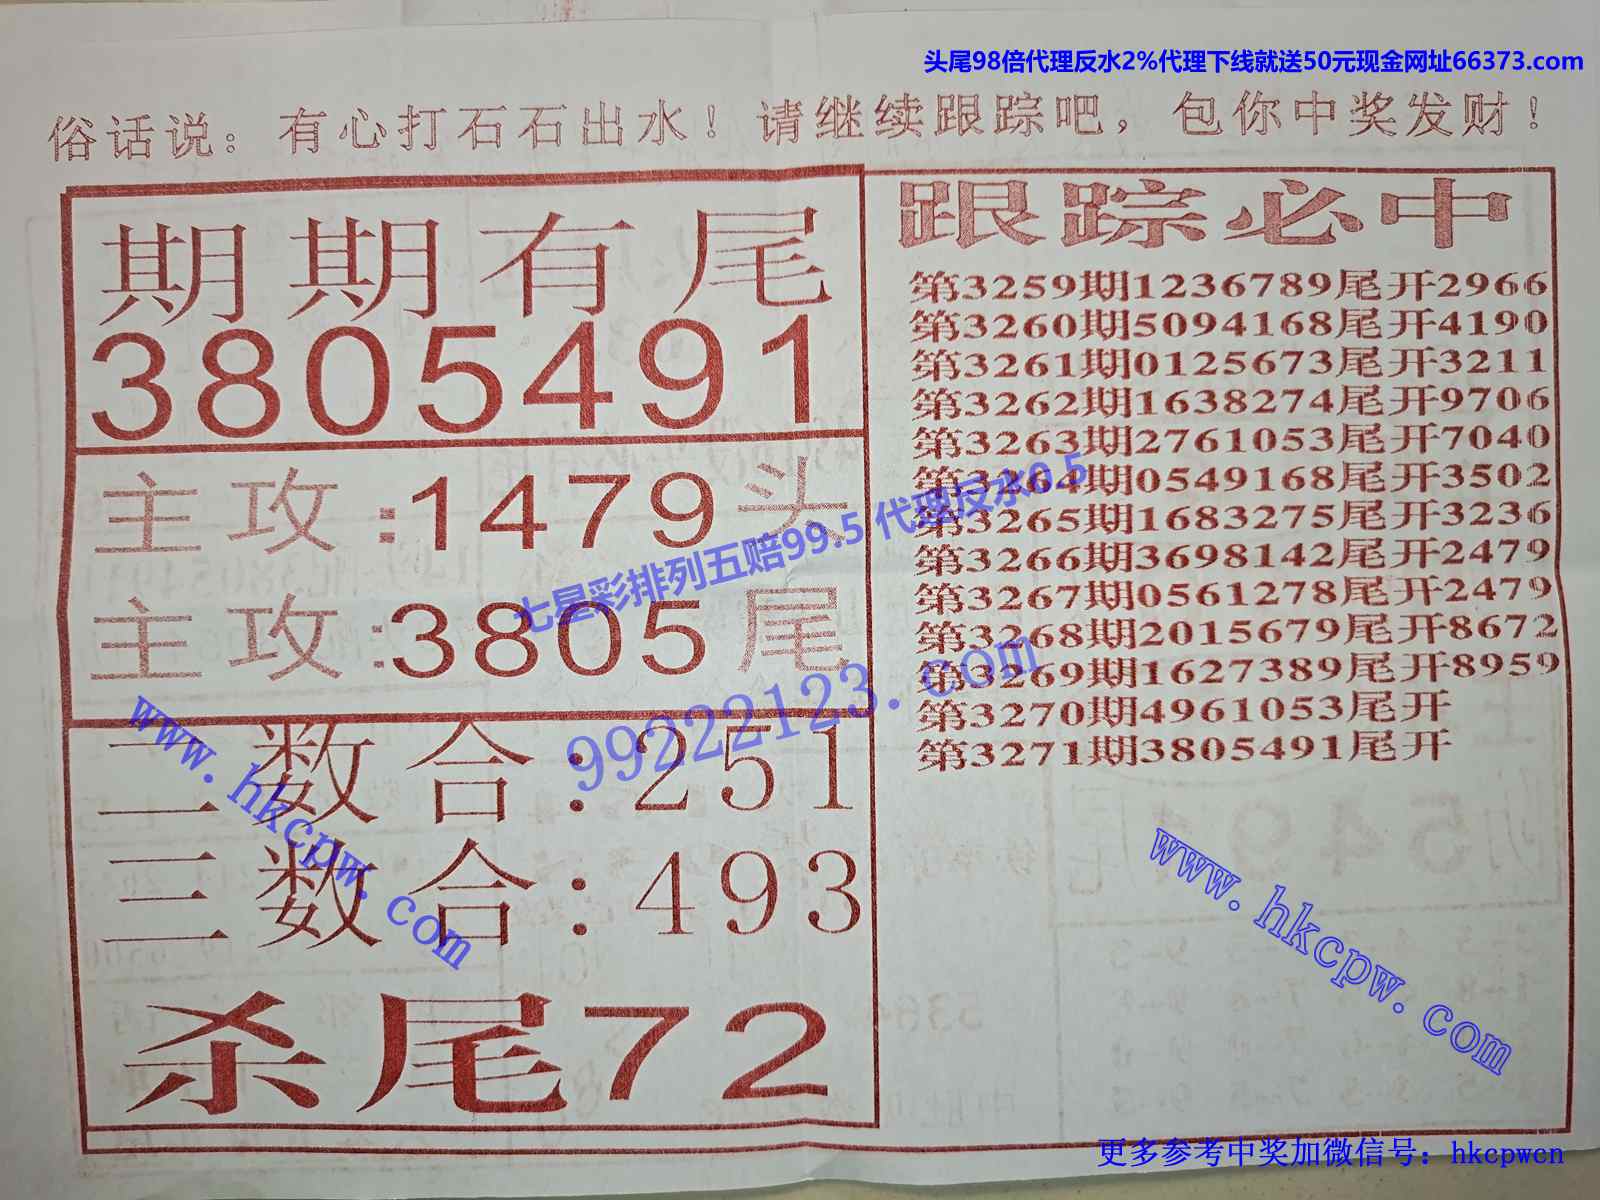 头尾98倍代理反水2%代理下线就送50元现金网址66373.com
俗话说：有心打石石出水！请继续跟踪吧，包你中奖发财！
期期有尾
3805491
主攻:1479头
主攻:3805尾
二数合:251
三数合:493
杀尾72
跟踪必中
第3259期1236789尾开2966
第3260期5094168尾开4190
第3261期0125673尾开3211
第3262期1638274尾开9706
第3263期2761053尾开7040
第3264期0549168尾开3502
第3265期1683275尾开3236
第3266期3698142尾开2479
第3267期0561278尾开2479
第3268期2015679尾开8672
第3269期1627389尾开8959
第3270期4961053尾开
第3271期3805491尾开
七星彩排列五赔99.5 代理反水0.5
99222123.com
www.hkcpw.com
www.hkcpw.com
更多参考中奖加微信号：hkcpwcn